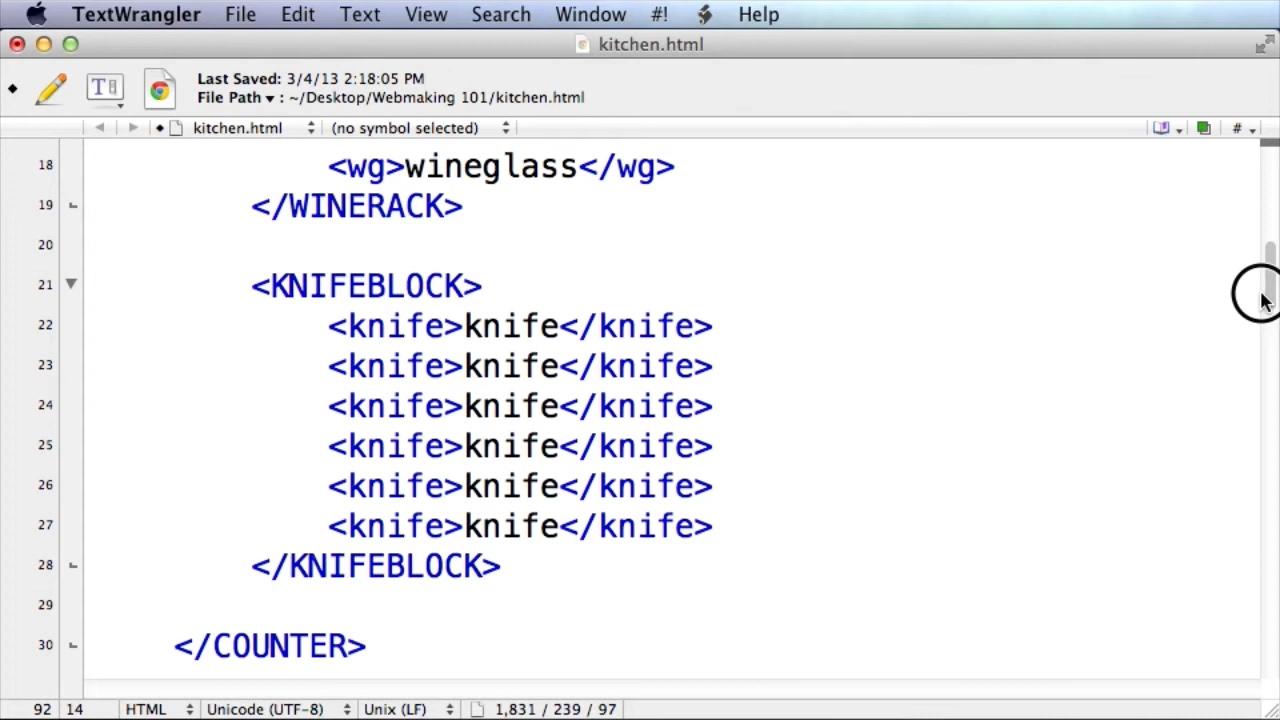 TextWrangler File Edit Text View Search Window #! Help
kitchen.html
Last Saved: 3/4/13 2:18:05 PM
File Path ▾ : ~/Desktop/Webmaking 101/kitchen.html
kitchen.html (no symbol selected) #
18 <wg>wineglass</wg>
19 </WINERACK>
20
21 <KNIFEBLOCK>
22 <knife>knife</knife>
23 <knife>knife</knife>
24 <knife>knife</knife>
25 <knife>knife</knife>
26 <knife>knife</knife>
27 <knife>knife</knife>
28 </KNIFEBLOCK>
29
30 </COUNTER>
92 14 HTML Unicode (UTF-8) Unix (LF) 1,831 / 239 / 97